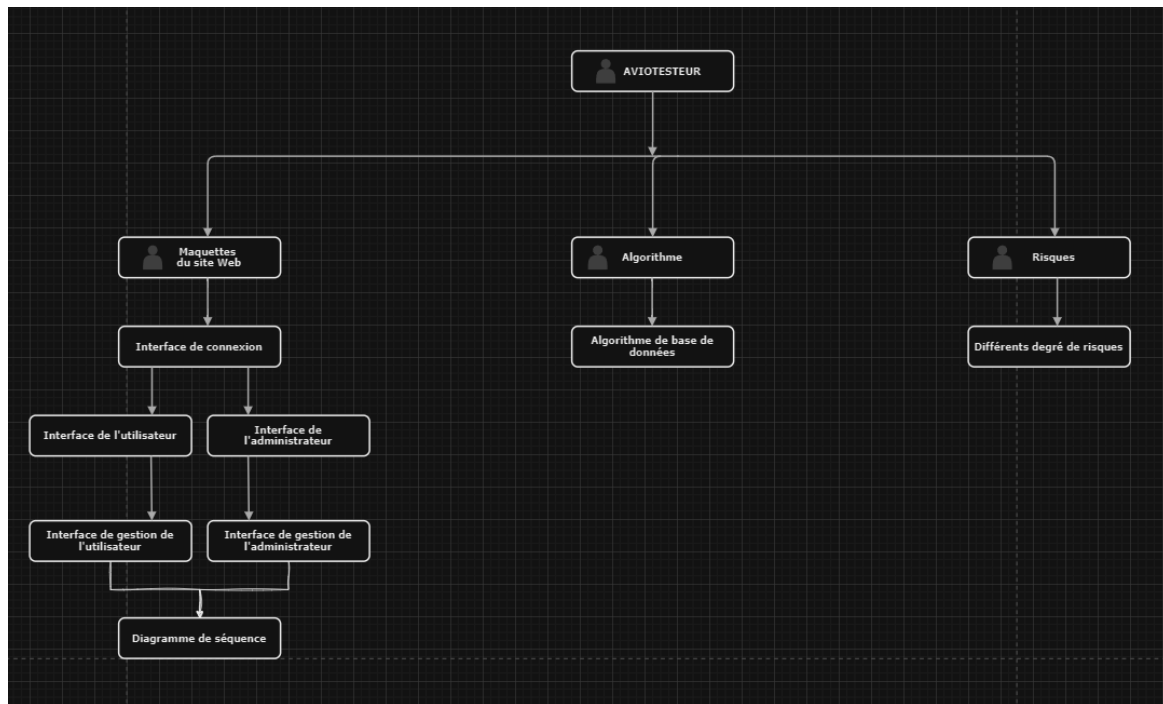 AVIOTESTEUR
Maquettes
du site Web
Algorithme
Risques
Interface de connexion
Algorithme de base de
données
Différents degré de risques
Interface de l'utilisateur
Interface de
l'administrateur
Interface de gestion de
l'utilisateur
Interface de gestion de
l'administrateur
Diagramme de séquence